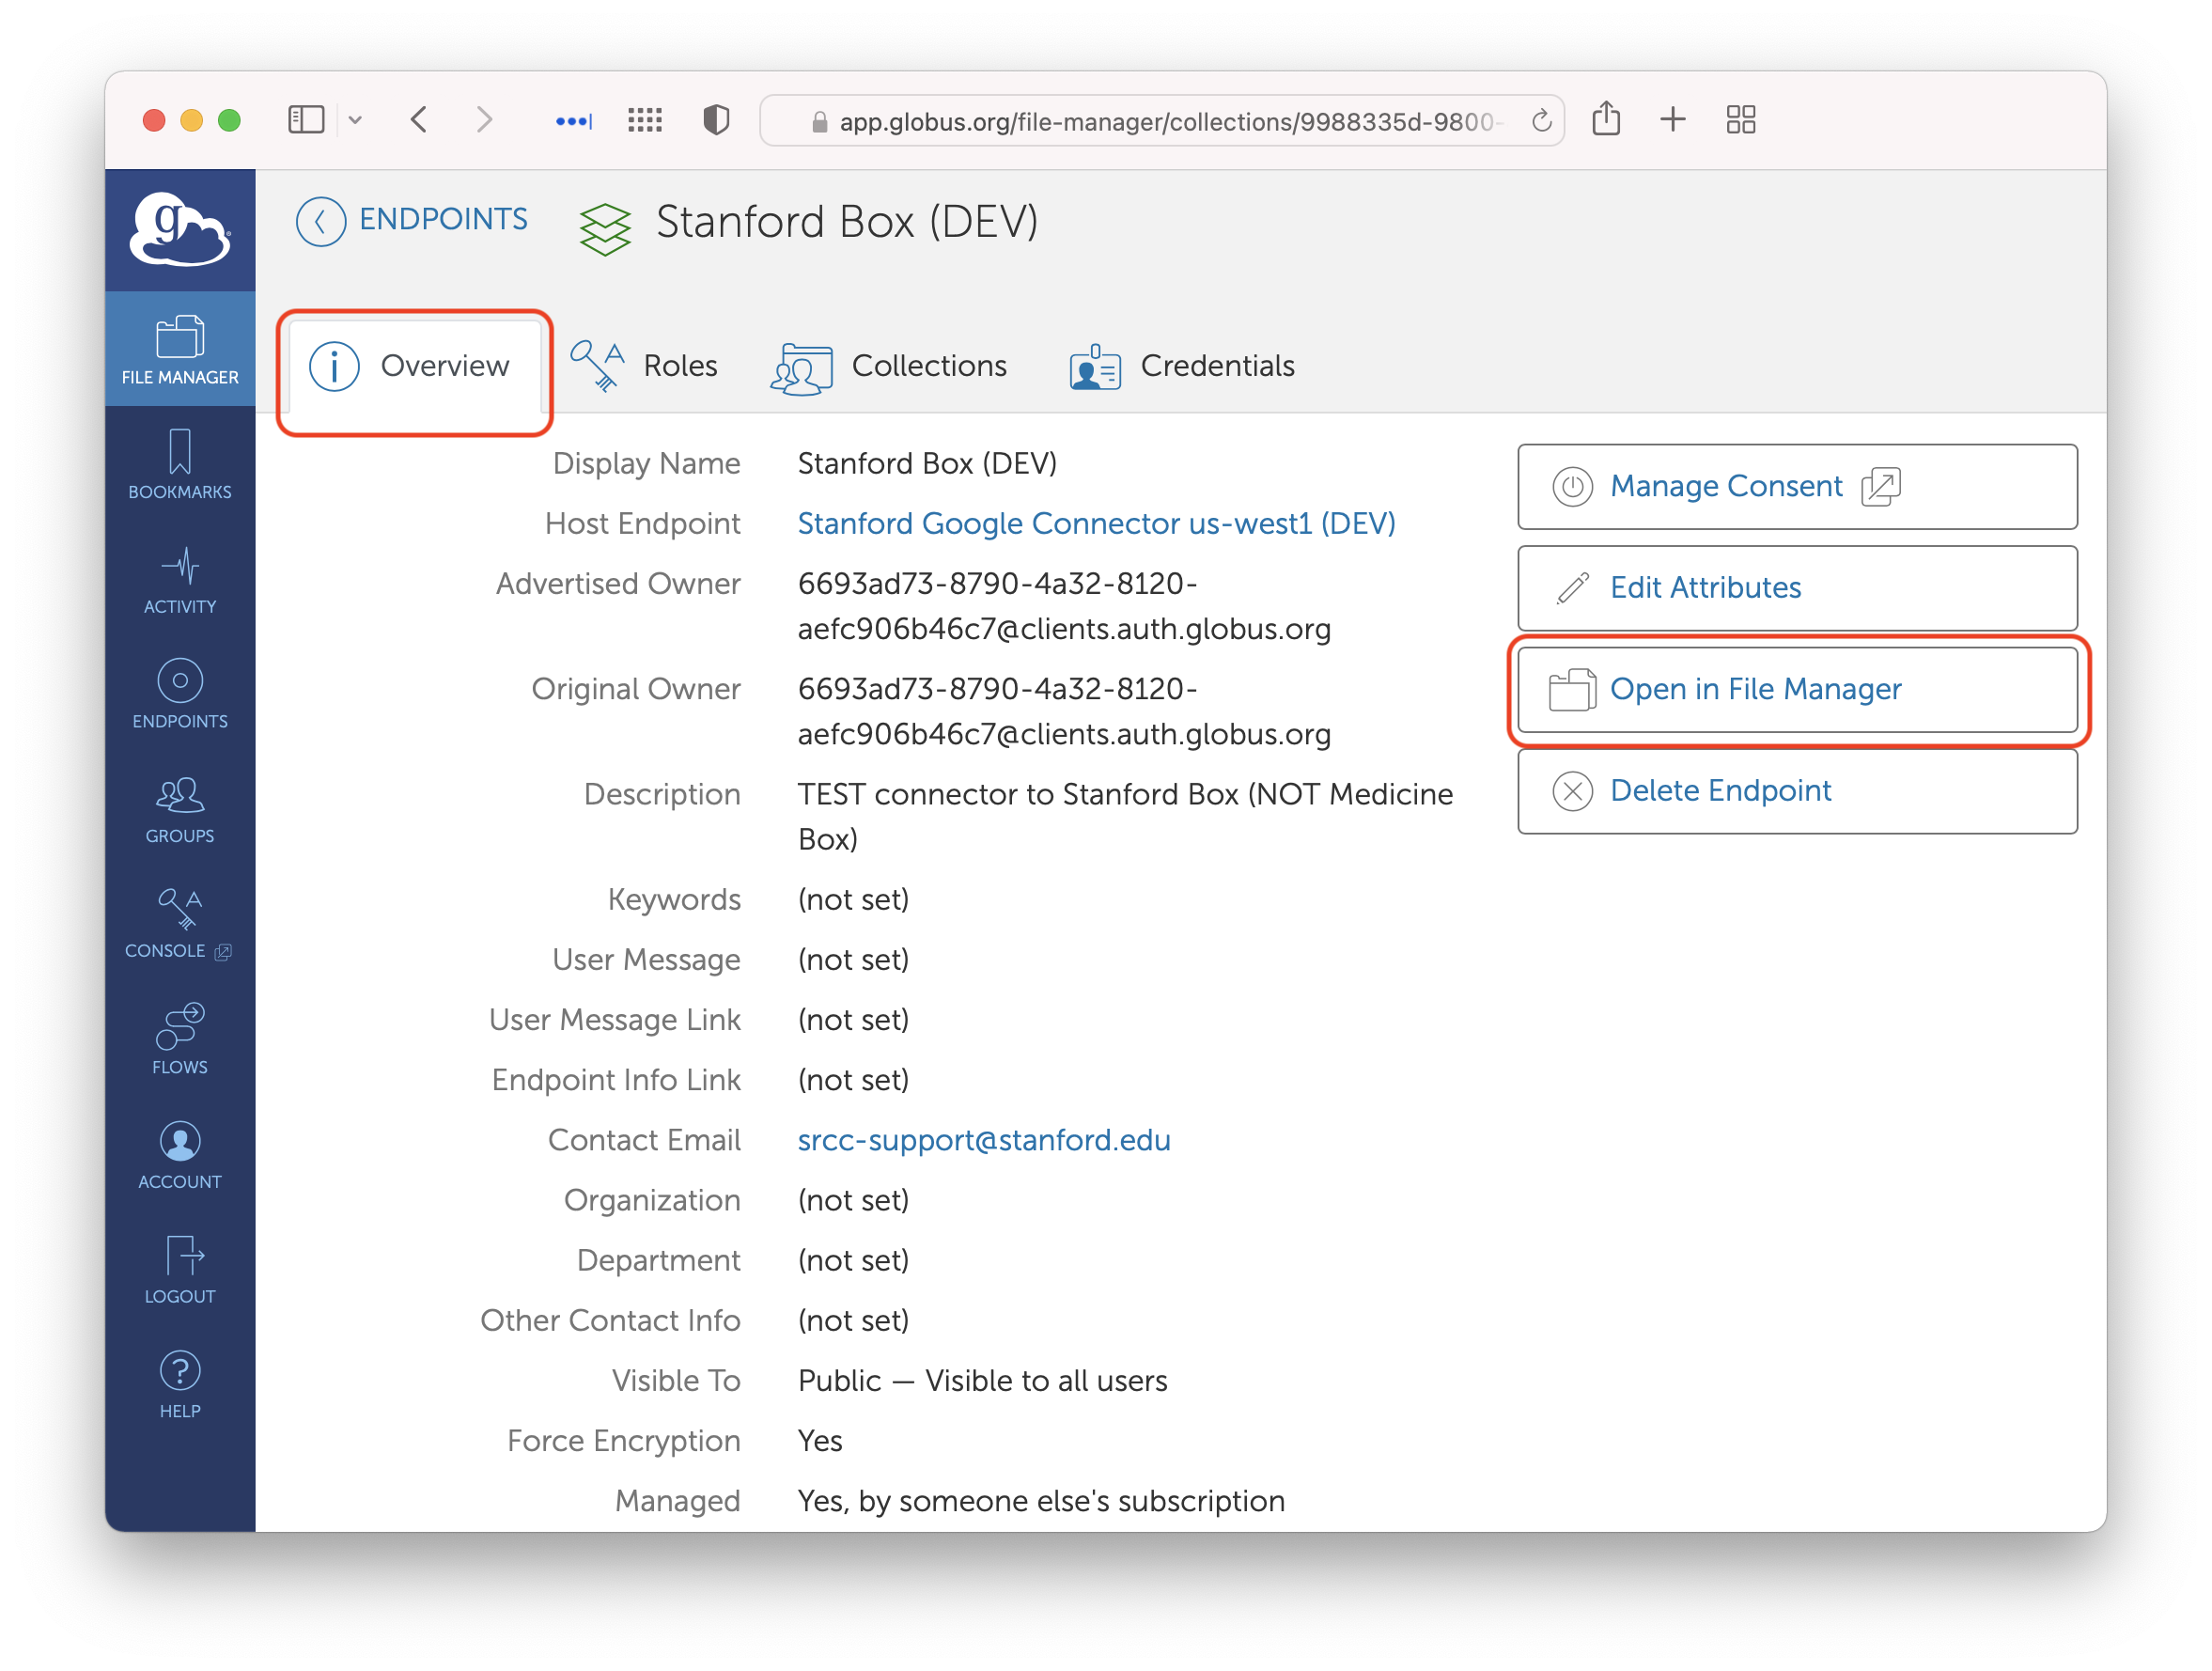 app.globus.org/file-manager/collections/9988335d-9800-
g
ENDPOINTS
Stanford Box (DEV)
Overview
Roles
Collections
Credentials
FILE MANAGER
BOOKMARKS
ACTIVITY
ENDPOINTS
GROUPS
CONSOLE
FLOWS
ACCOUNT
LOGOUT
HELP
Display Name Stanford Box (DEV)
Host Endpoint Stanford Google Connector us-west1 (DEV)
Advertised Owner 6693ad73-8790-4a32-8120-
aefc906b46c7@clients.auth.globus.org
Original Owner 6693ad73-8790-4a32-8120-
aefc906b46c7@clients.auth.globus.org
Description TEST connector to Stanford Box (NOT Medicine
Box)
Keywords (not set)
User Message (not set)
User Message Link (not set)
Endpoint Info Link (not set)
Contact Email srcc-support@stanford.edu
Organization (not set)
Department (not set)
Other Contact Info (not set)
Visible To Public — Visible to all users
Force Encryption Yes
Managed Yes, by someone else's subscription
Manage Consent
Edit Attributes
Open in File Manager
Delete Endpoint